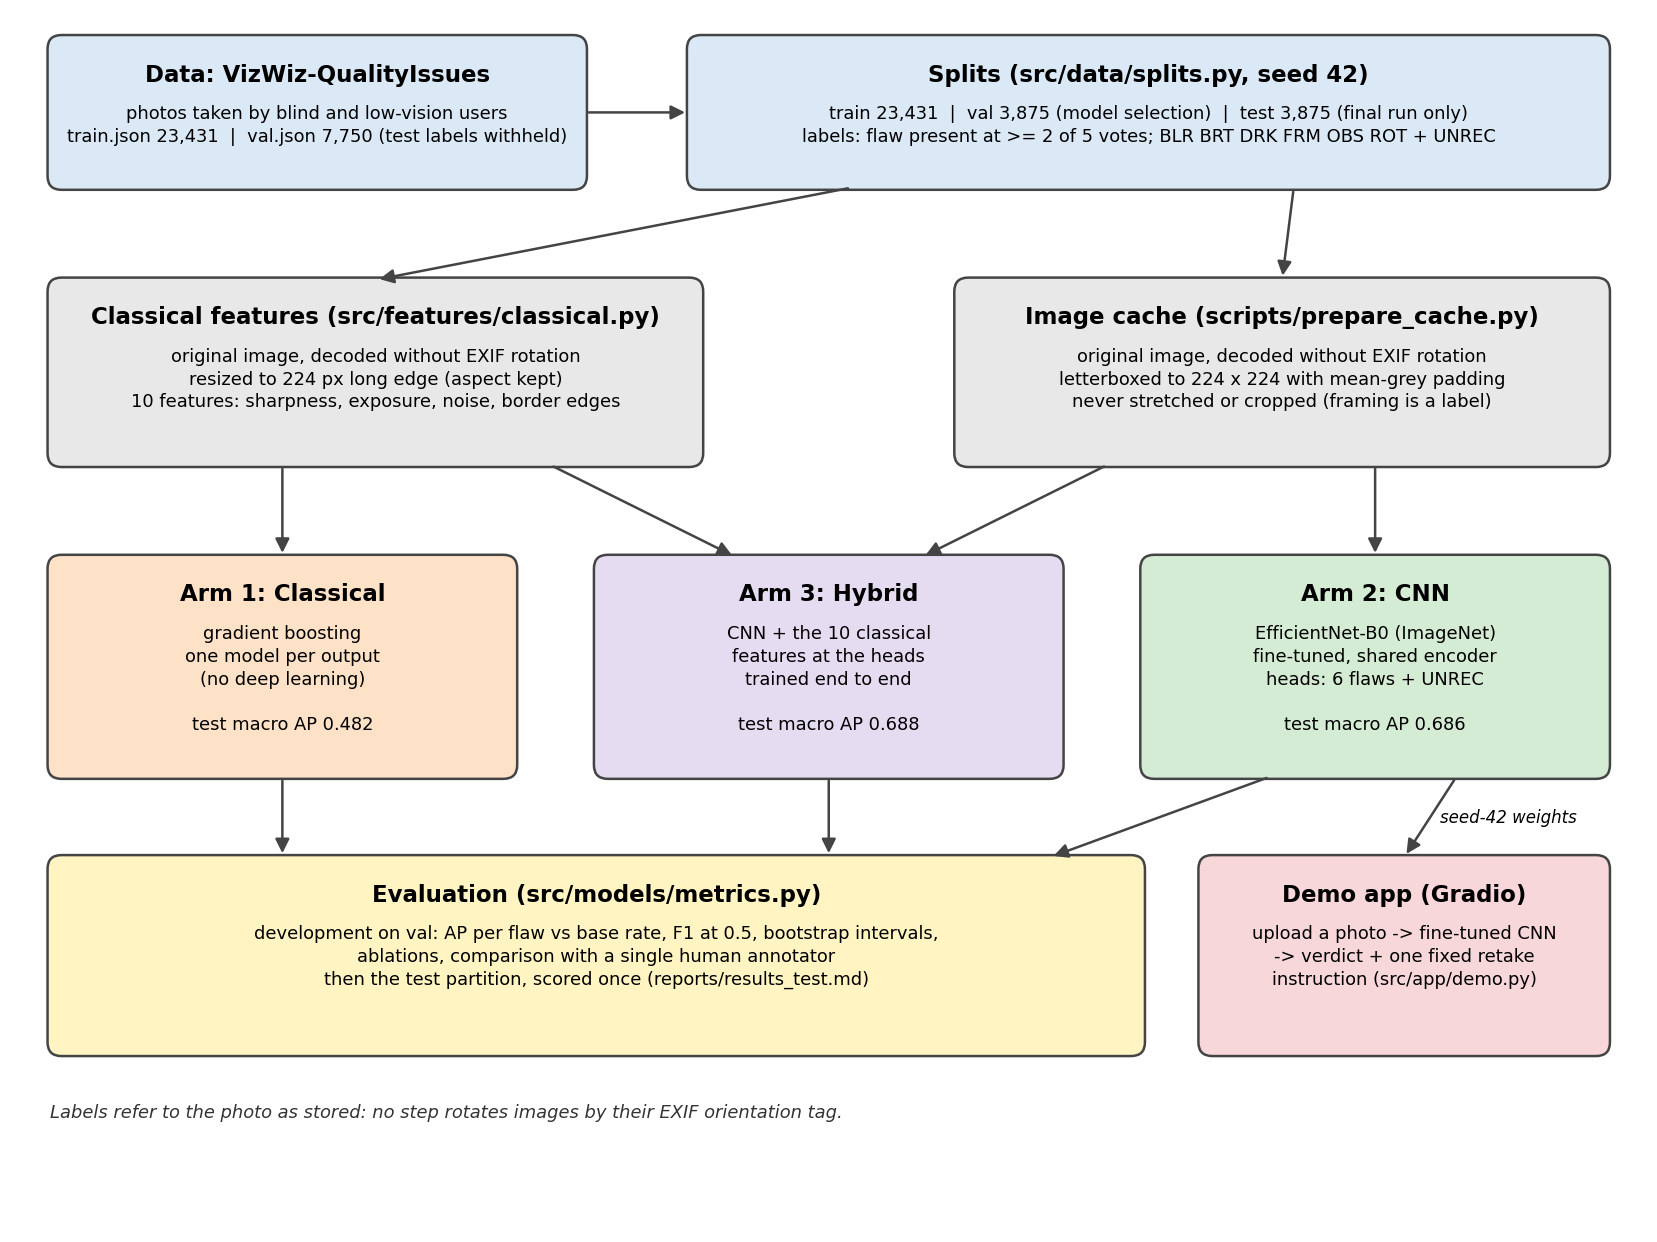 Data: VizWiz-QualityIssues
photos taken by blind and low-vision users
train.json 23,431 | val.json 7,750 (test labels withheld)
Splits (src/data/splits.py, seed 42)
train 23,431 | val 3,875 (model selection) | test 3,875 (final run only)
labels: flaw present at >= 2 of 5 votes; BLR BRT DRK FRM OBS ROT + UNREC
Classical features (src/features/classical.py)
original image, decoded without EXIF rotation
resized to 224 px long edge (aspect kept)
10 features: sharpness, exposure, noise, border edges
Image cache (scripts/prepare_cache.py)
original image, decoded without EXIF rotation
letterboxed to 224 x 224 with mean-grey padding
never stretched or cropped (framing is a label)
Arm 1: Classical
gradient boosting
one model per output
(no deep learning)
test macro AP 0.482
Arm 3: Hybrid
CNN + the 10 classical
features at the heads
trained end to end
test macro AP 0.688
Arm 2: CNN
EfficientNet-B0 (ImageNet)
fine-tuned, shared encoder
heads: 6 flaws + UNREC
test macro AP 0.686
seed-42 weights
Evaluation (src/models/metrics.py)
development on val: AP per flaw vs base rate, F1 at 0.5, bootstrap intervals,
ablations, comparison with a single human annotator
then the test partition, scored once (reports/results_test.md)
Demo app (Gradio)
upload a photo -> fine-tuned CNN
-> verdict + one fixed retake
instruction (src/app/demo.py)
Labels refer to the photo as stored: no step rotates images by their EXIF orientation tag.